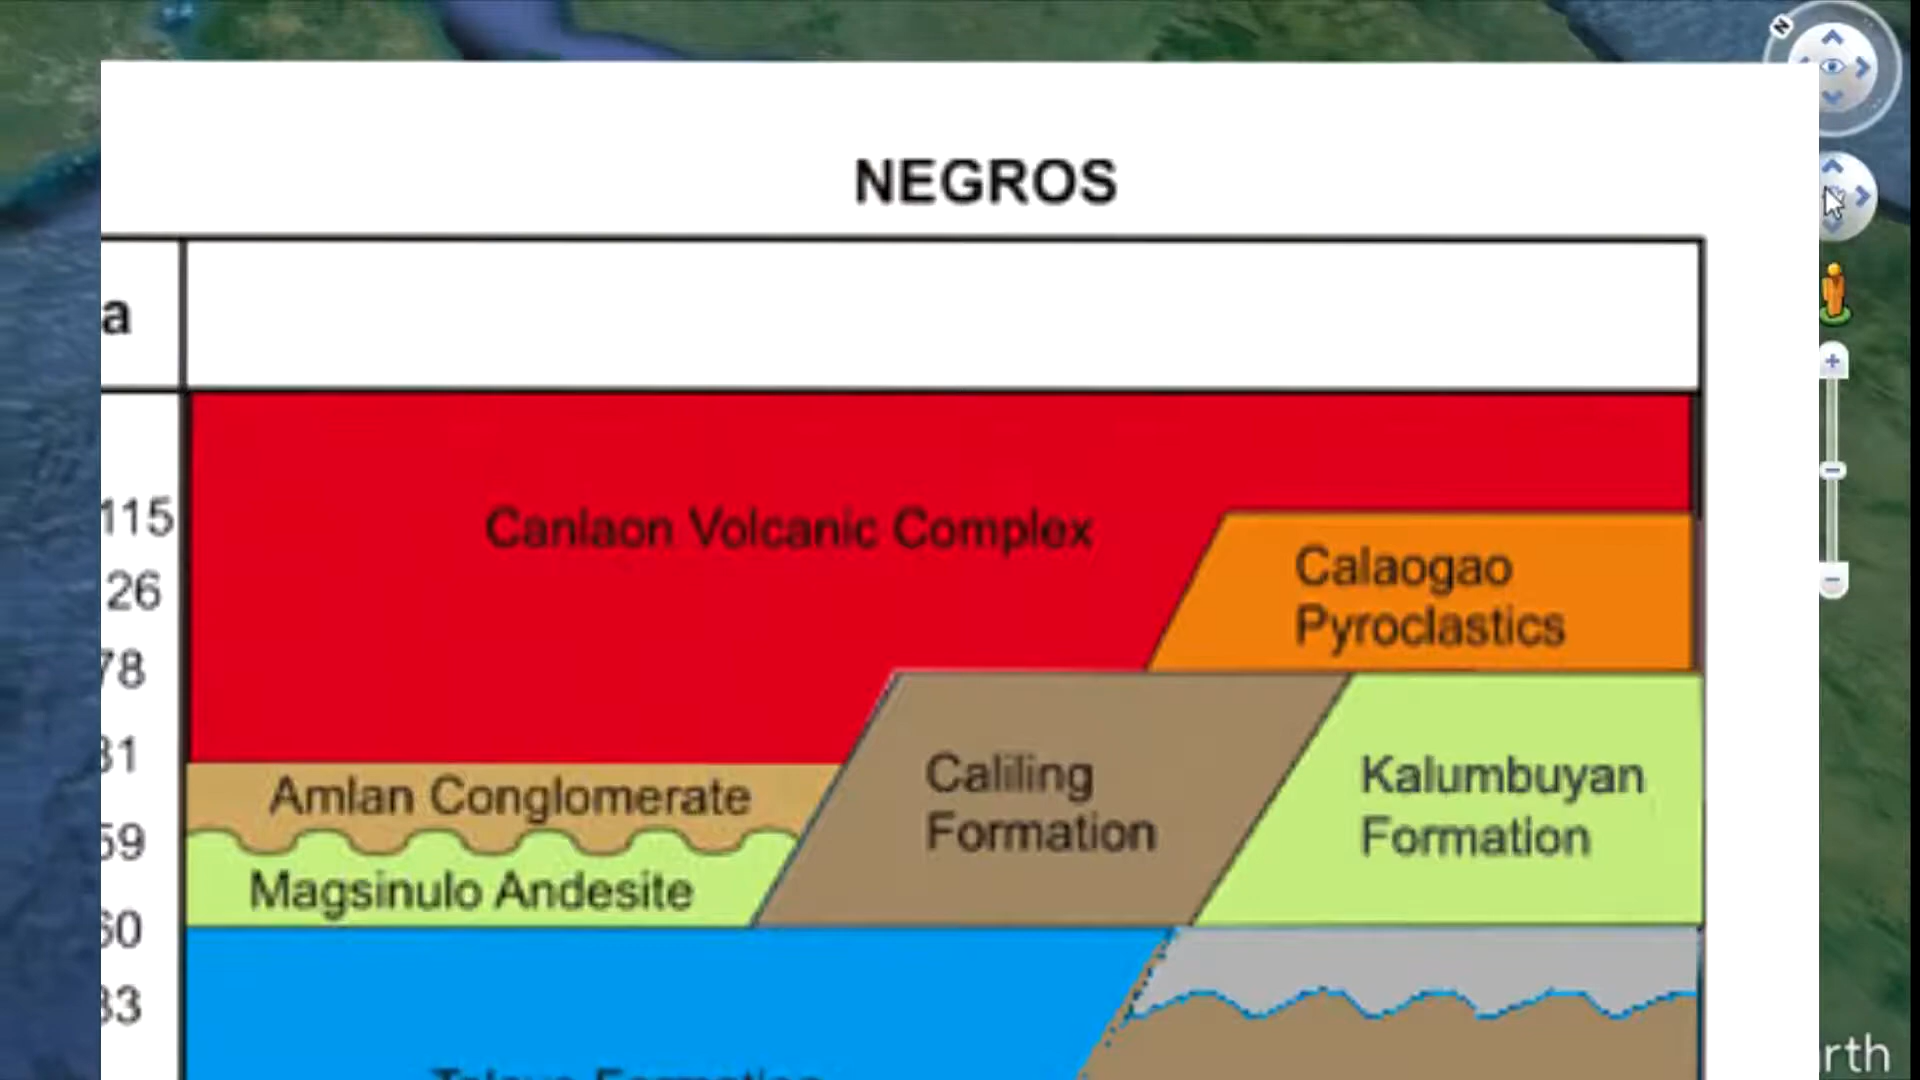 N
NEGROS
a
115
26
78
Canlaon Volcanic Complex
Calaogao
Pyroclastics
31
Amlan Conglomerate
59
Magsinulo Andesite
Caliling
Formation
Kalumbuyan
Formation
60
33
Formation
rth